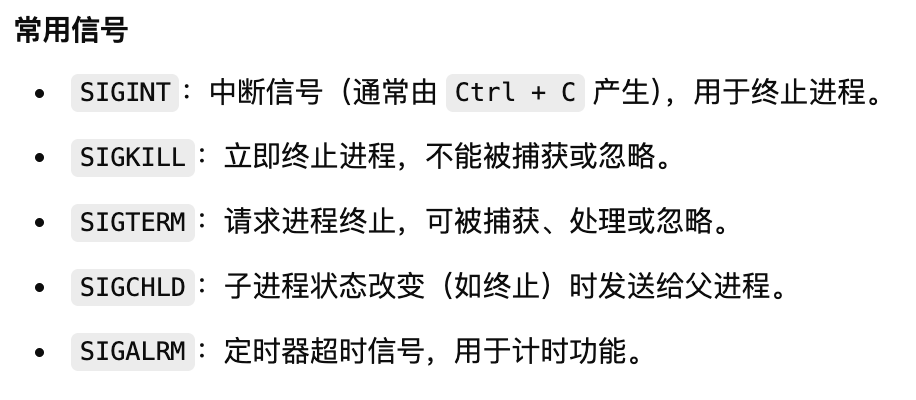 常用信号
• SIGINT：中断信号（通常由 Ctrl + C 产生），用于终止进程。
• SIGKILL：立即终止进程，不能被捕获或忽略。
• SIGTERM：请求进程终止，可被捕获、处理或忽略。
• SIGCHLD：子进程状态改变（如终止）时发送给父进程。
• SIGALRM：定时器超时信号，用于计时功能。